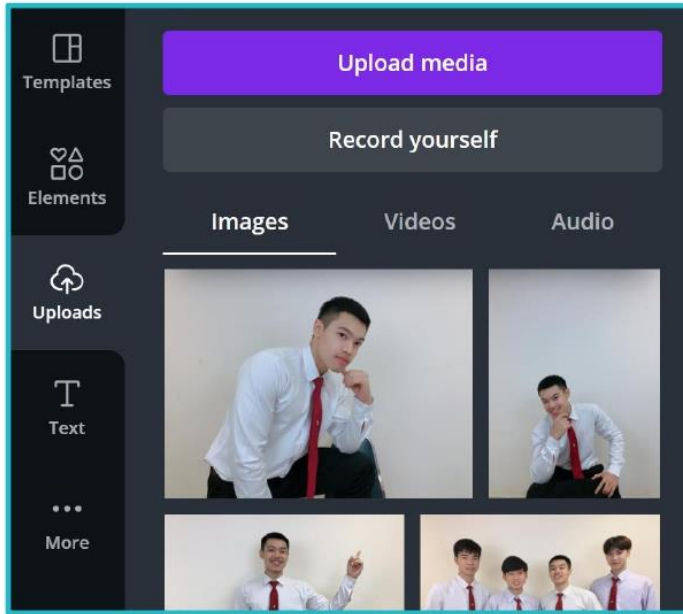 Templates
Elements
Uploads
Text
More
Upload media
Record yourself
Images Videos Audio